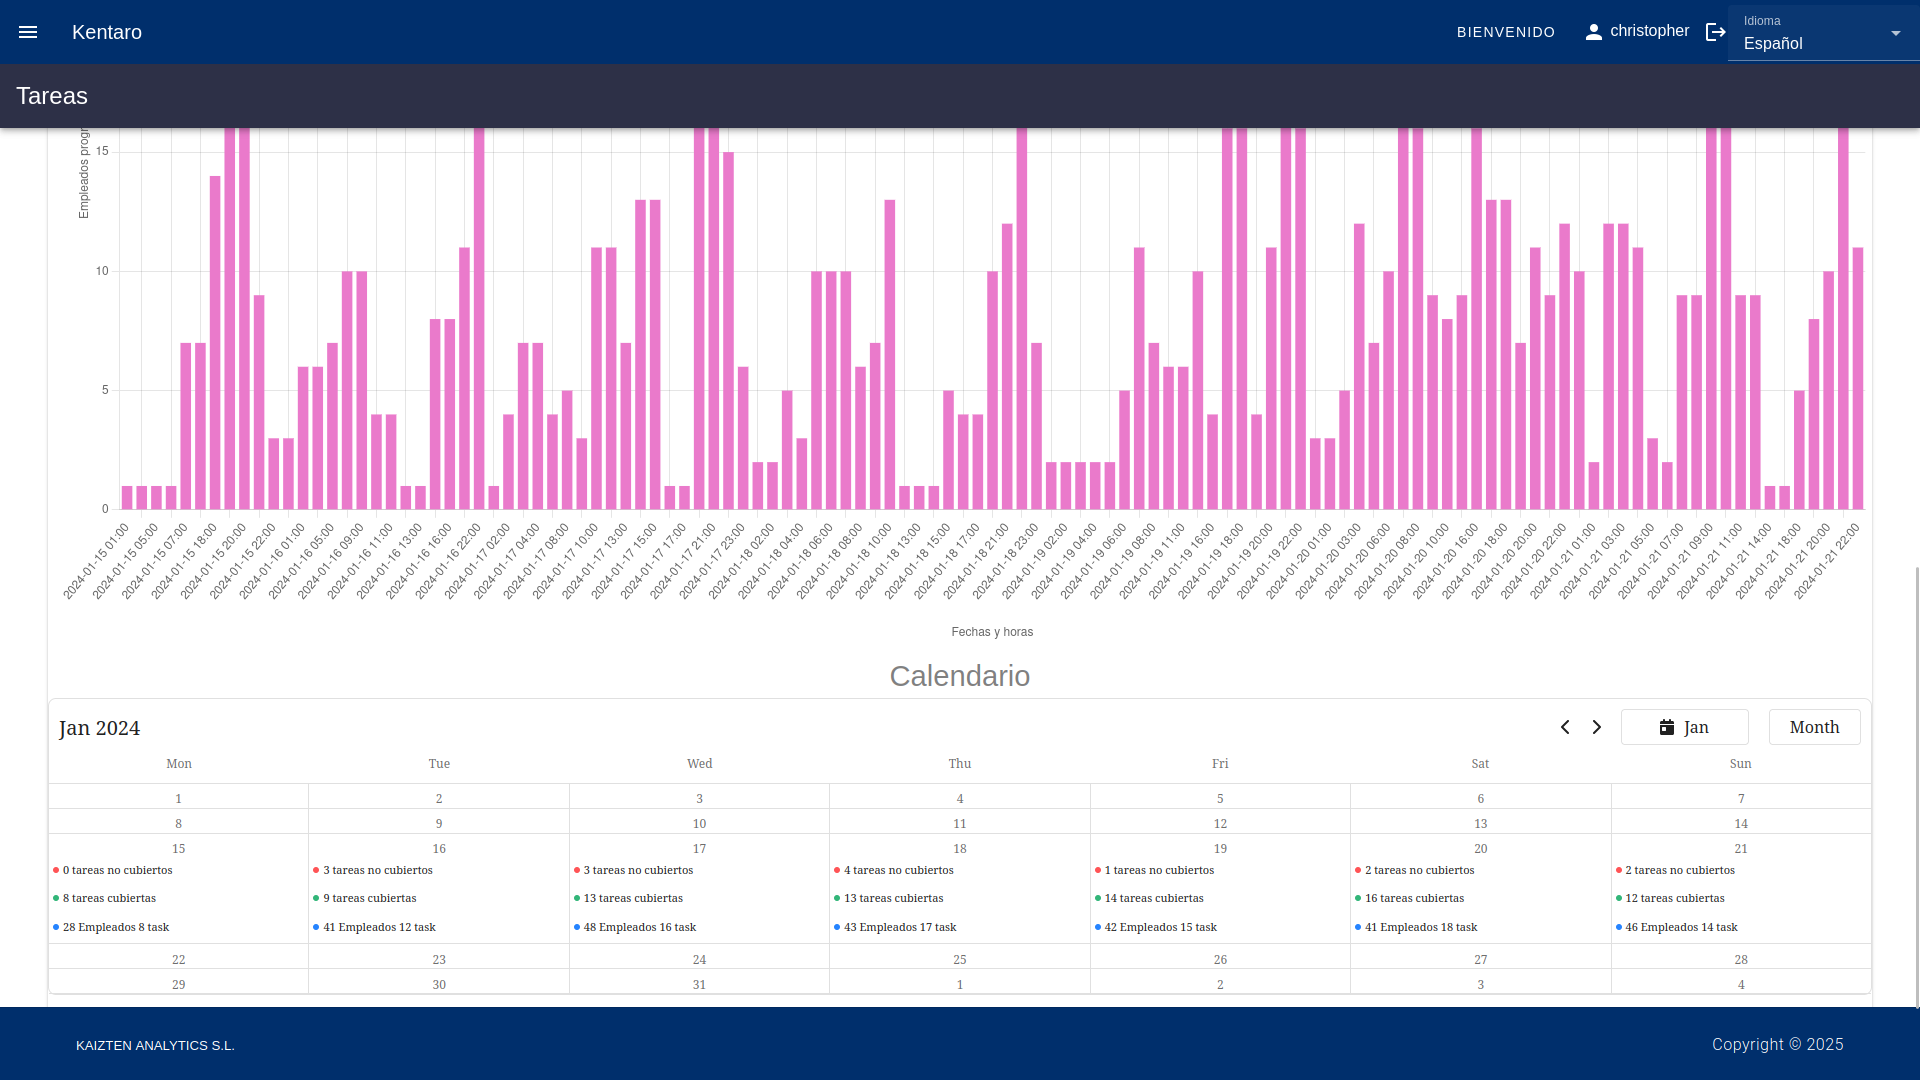 Kentaro
BIENVENIDO
christopher
Idioma
Español
Tareas
Empleados progr
15
10
5
0
2024-01-15 01:00
2024-01-15 05:00
2024-01-15 07:00
2024-01-15 18:00
2024-01-15 20:00
2024-01-15 22:00
2024-01-16 01:00
2024-01-16 05:00
2024-01-16 09:00
2024-01-16 11:00
2024-01-16 13:00
2024-01-16 16:00
2024-01-16 22:00
2024-01-17 02:00
2024-01-17 04:00
2024-01-17 08:00
2024-01-17 10:00
2024-01-17 13:00
2024-01-17 15:00
2024-01-17 17:00
2024-01-17 21:00
2024-01-17 23:00
2024-01-18 02:00
2024-01-18 04:00
2024-01-18 06:00
2024-01-18 08:00
2024-01-18 10:00
2024-01-18 13:00
2024-01-18 15:00
2024-01-18 17:00
2024-01-18 21:00
2024-01-18 23:00
2024-01-19 02:00
2024-01-19 04:00
2024-01-19 06:00
2024-01-19 08:00
2024-01-19 11:00
2024-01-19 16:00
2024-01-19 18:00
2024-01-19 20:00
2024-01-19 22:00
2024-01-20 01:00
2024-01-20 03:00
2024-01-20 06:00
2024-01-20 08:00
2024-01-20 10:00
2024-01-20 16:00
2024-01-20 18:00
2024-01-20 20:00
2024-01-20 22:00
2024-01-21 01:00
2024-01-21 03:00
2024-01-21 05:00
2024-01-21 07:00
2024-01-21 09:00
2024-01-21 11:00
2024-01-21 14:00
2024-01-21 18:00
2024-01-21 20:00
2024-01-21 22:00
Fechas y horas
Calendario
Jan 2024
Jan
Month
Mon Tue Wed Thu Fri Sat Sun
1 2 3 4 5 6 7
8 9 10 11 12 13 14
15 16 17 18 19 20 21
0 tareas no cubiertos 3 tareas no cubiertos 3 tareas no cubiertos 4 tareas no cubiertos 1 tareas no cubiertos 2 tareas no cubiertos 2 tareas no cubiertos
8 tareas cubiertas 9 tareas cubiertas 13 tareas cubiertas 13 tareas cubiertas 14 tareas cubiertas 16 tareas cubiertas 12 tareas cubiertas
28 Empleados 8 task 41 Empleados 12 task 48 Empleados 16 task 43 Empleados 17 task 42 Empleados 15 task 41 Empleados 18 task 46 Empleados 14 task
22 23 24 25 26 27 28
29 30 31 1 2 3 4
KAIZTEN ANALYTICS S.L.
Copyright © 2025